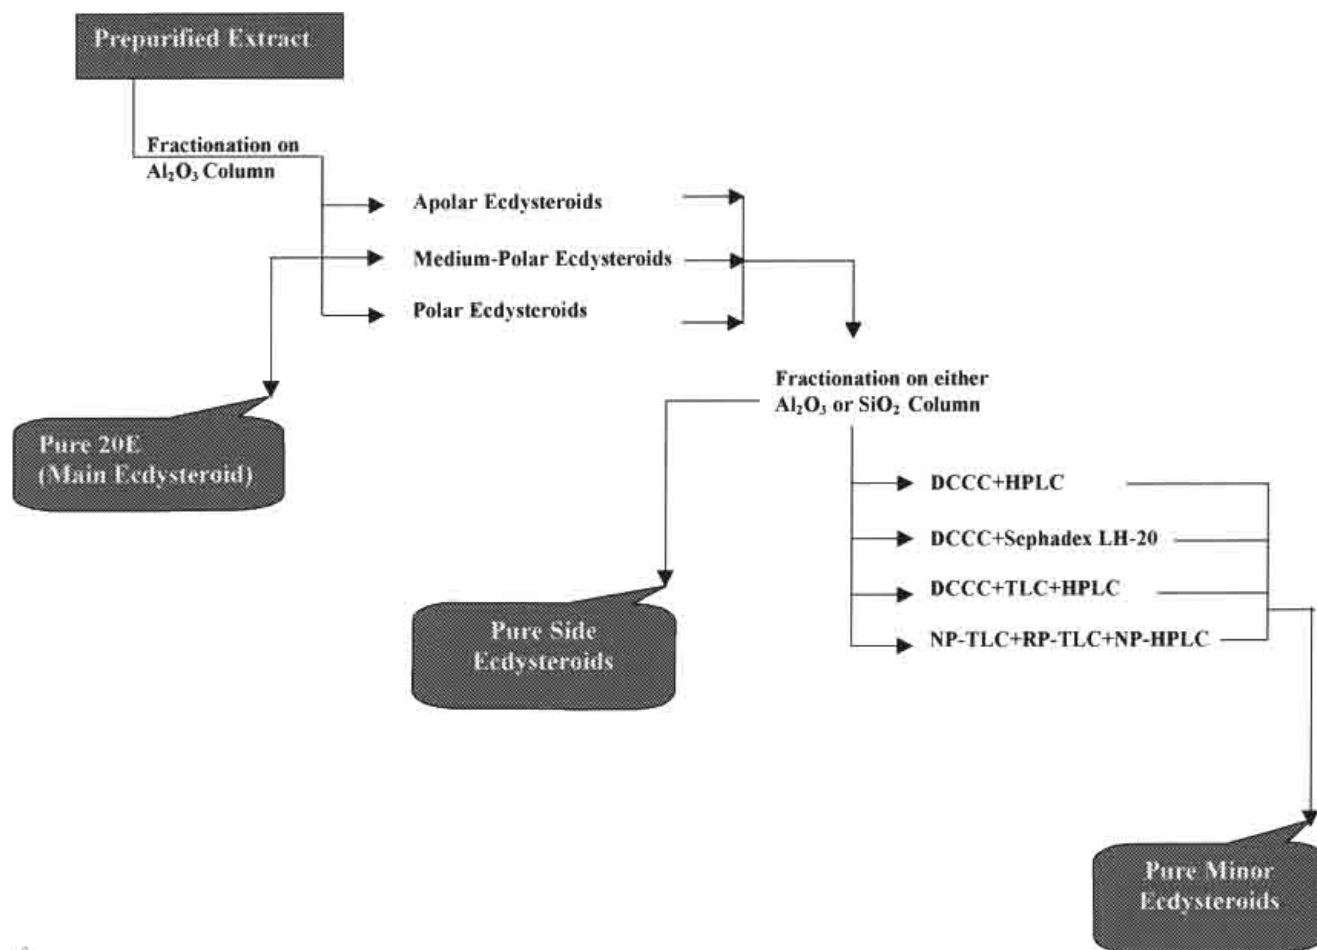 Prepurified Extract
Fractionation on
Al₂O₃ Column
Apolar Ecdysteroids
Medium-Polar Ecdysteroids
Polar Ecdysteroids
Pure 20E
(Main Ecdysteroid)
Fractionation on either
Al₂O₃ or SiO₂ Column
DCCC+HPLC
DCCC+Sephadex LH-20
DCCC+TLC+HPLC
NP-TLC+RP-TLC+NP-HPLC
Pure Side
Ecdysteroids
Pure Minor
Ecdysteroids